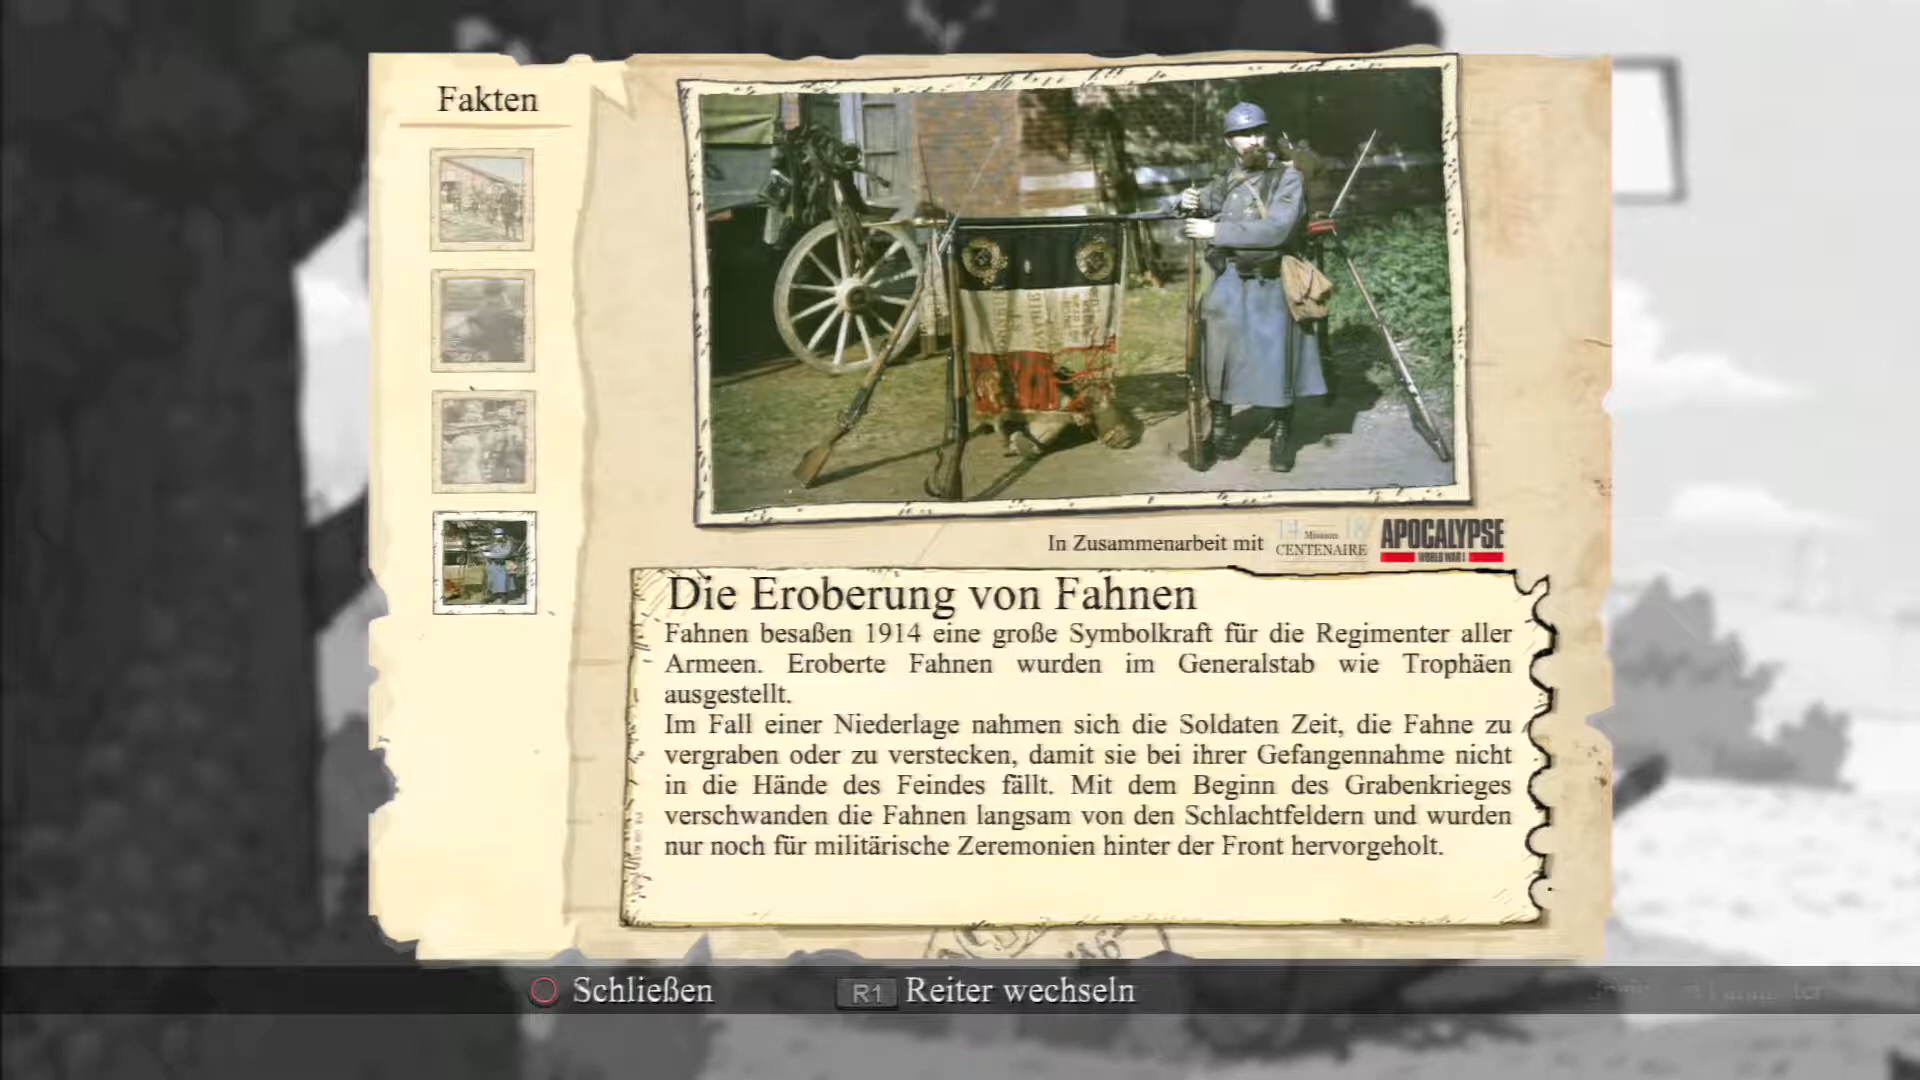 Fakten
In Zusammenarbeit mit
14 Mission 18
CENTENAIRE
APOCALYPSE
WORLD WAR I
Die Eroberung von Fahnen
Fahnen besaßen 1914 eine große Symbolkraft für die Regimenter aller
Armeen. Eroberte Fahnen wurden im Generalstab wie Trophäen
ausgestellt.
Im Fall einer Niederlage nahmen sich die Soldaten Zeit, die Fahne zu
vergraben oder zu verstecken, damit sie bei ihrer Gefangennahme nicht
in die Hände des Feindes fällt. Mit dem Beginn des Grabenkrieges
verschwanden die Fahnen langsam von den Schlachtfeldern und wurden
nur noch für militärische Zeremonien hinter der Front hervorgeholt.
Schließen
R1 Reiter wechseln